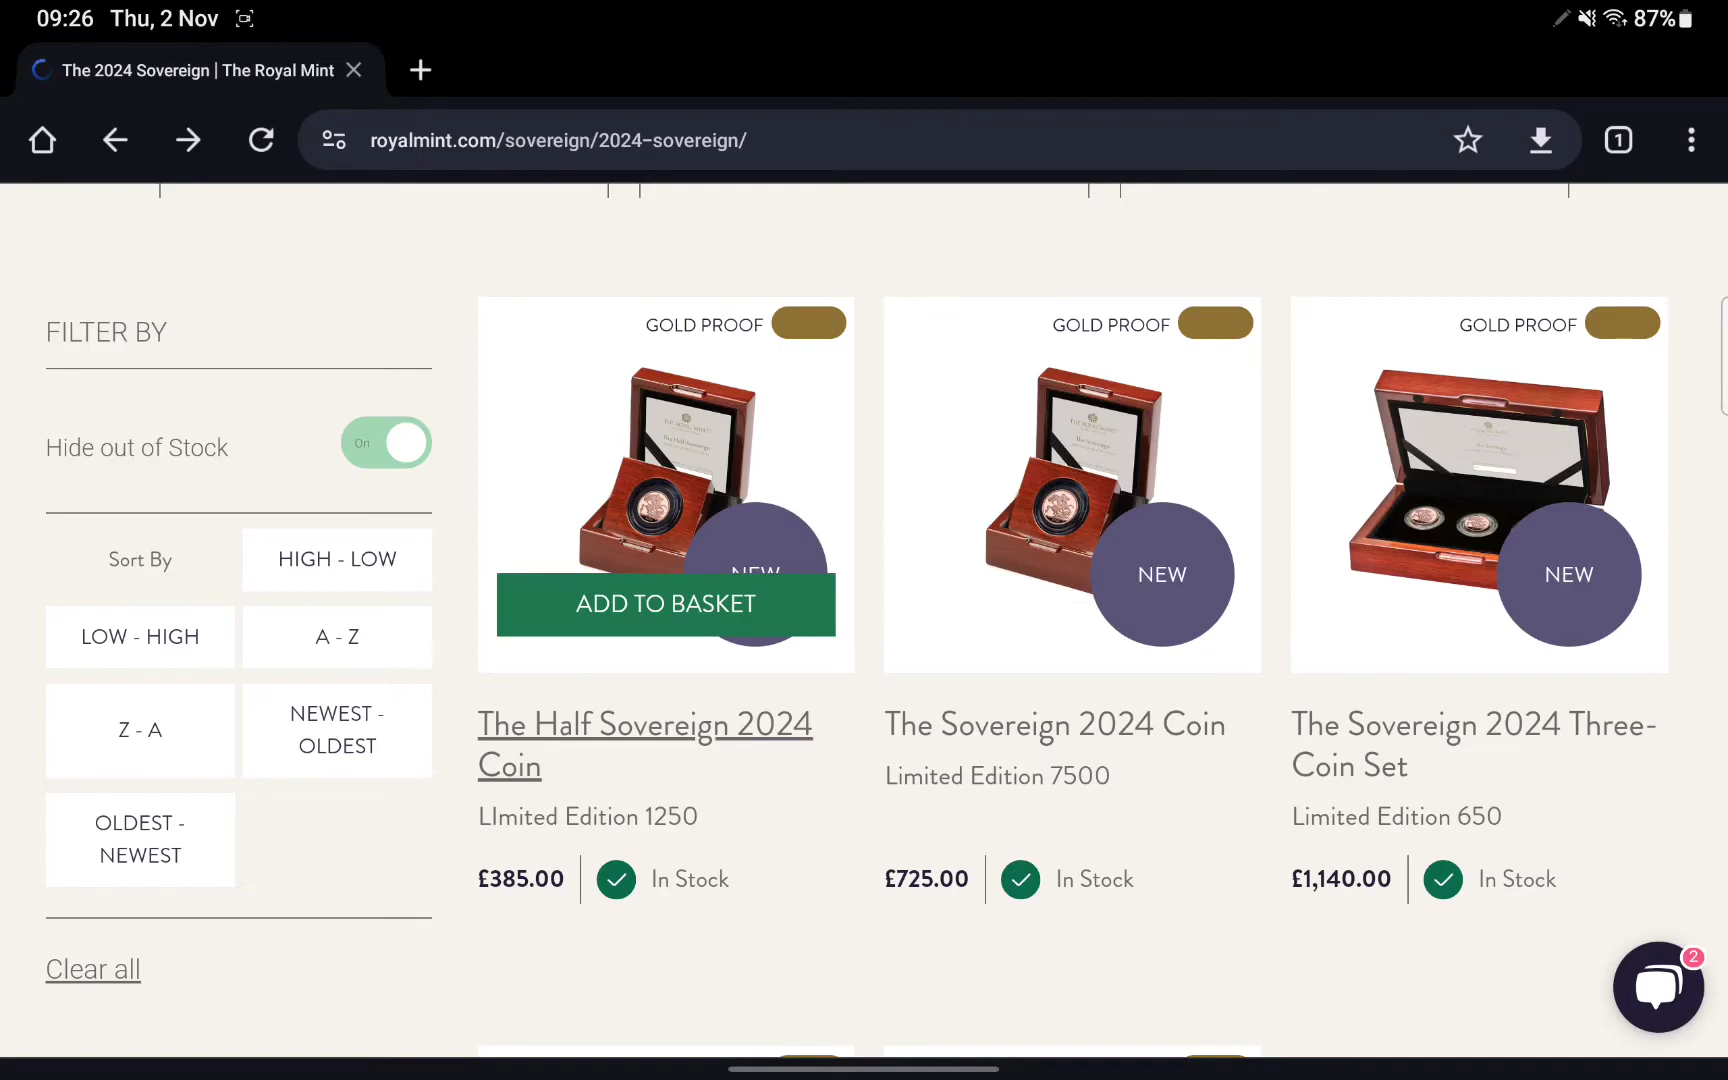 09:26 Thu, 2 Nov
87%
The 2024 Sovereign | The Royal Mint
royalmint.com/sovereign/2024-sovereign/
1
FILTER BY
Hide out of Stock
On
Sort By
HIGH - LOW
LOW - HIGH
A - Z
Z - A
NEWEST -
OLDEST
OLDEST -
NEWEST
Clear all
GOLD PROOF
NEW
ADD TO BASKET
The Half Sovereign 2024
Coin
LImited Edition 1250
£385.00
In Stock
GOLD PROOF
NEW
The Sovereign 2024 Coin
Limited Edition 7500
£725.00
In Stock
GOLD PROOF
NEW
The Sovereign 2024 Three-
Coin Set
Limited Edition 650
£1,140.00
In Stock
2